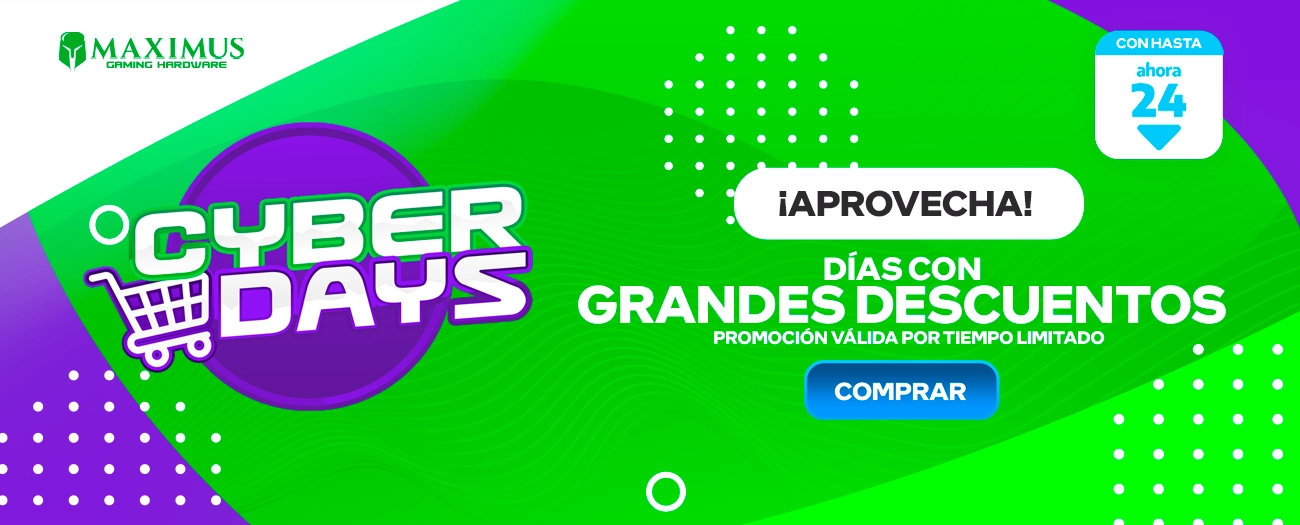 MAXIMUS
GAMING HARDWARE
CON HASTA
ahora
24
CYBER
DAYS
¡APROVECHA!
DÍAS CON
GRANDES DESCUENTOS
PROMOCIÓN VÁLIDA POR TIEMPO LIMITADO
COMPRAR